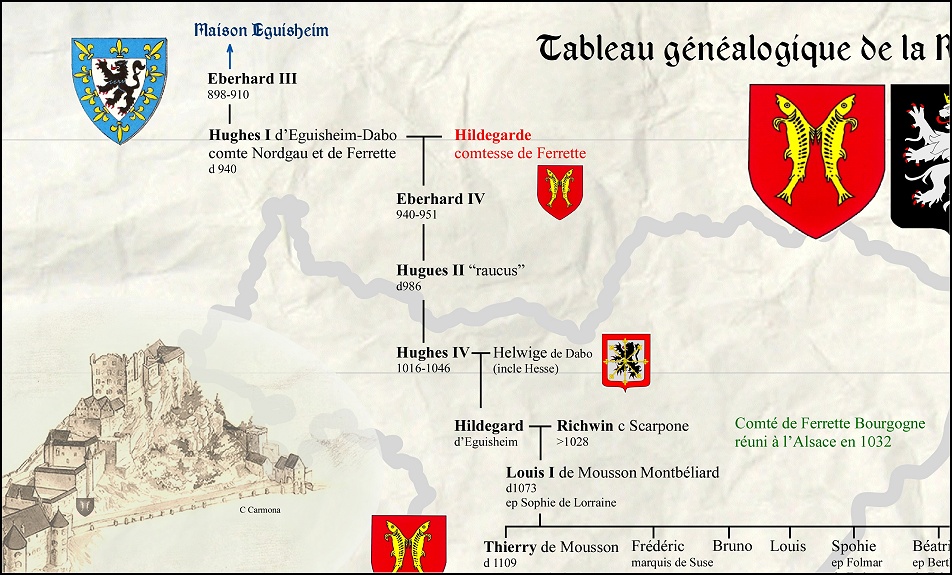 Maison Eguisheim
Tableau généalogique de la
Eberhard III
898-910
Hughes I d'Eguisheim-Dabo
comte Nordgau et de Ferrette
d 940
Hildegarde
comtesse de Ferrette
Eberhard IV
940-951
Hugues II “raucus”
d986
Hughes IV
1016-1046
Helwige de Dabo
(incle Hesse)
Hildegard
d'Eguisheim
Richwin c Scarpone
>1028
Comté de Ferrette Bourgogne
réuni à l'Alsace en 1032
Louis I de Mousson Montbéliard
d1073
ep Sophie de Lorraine
C Carmona
Thierry de Mousson
d 1109
Frédéric
marquis de Suse
Bruno
Louis
Spohie
ep Folmar
Béatri
ep Bert